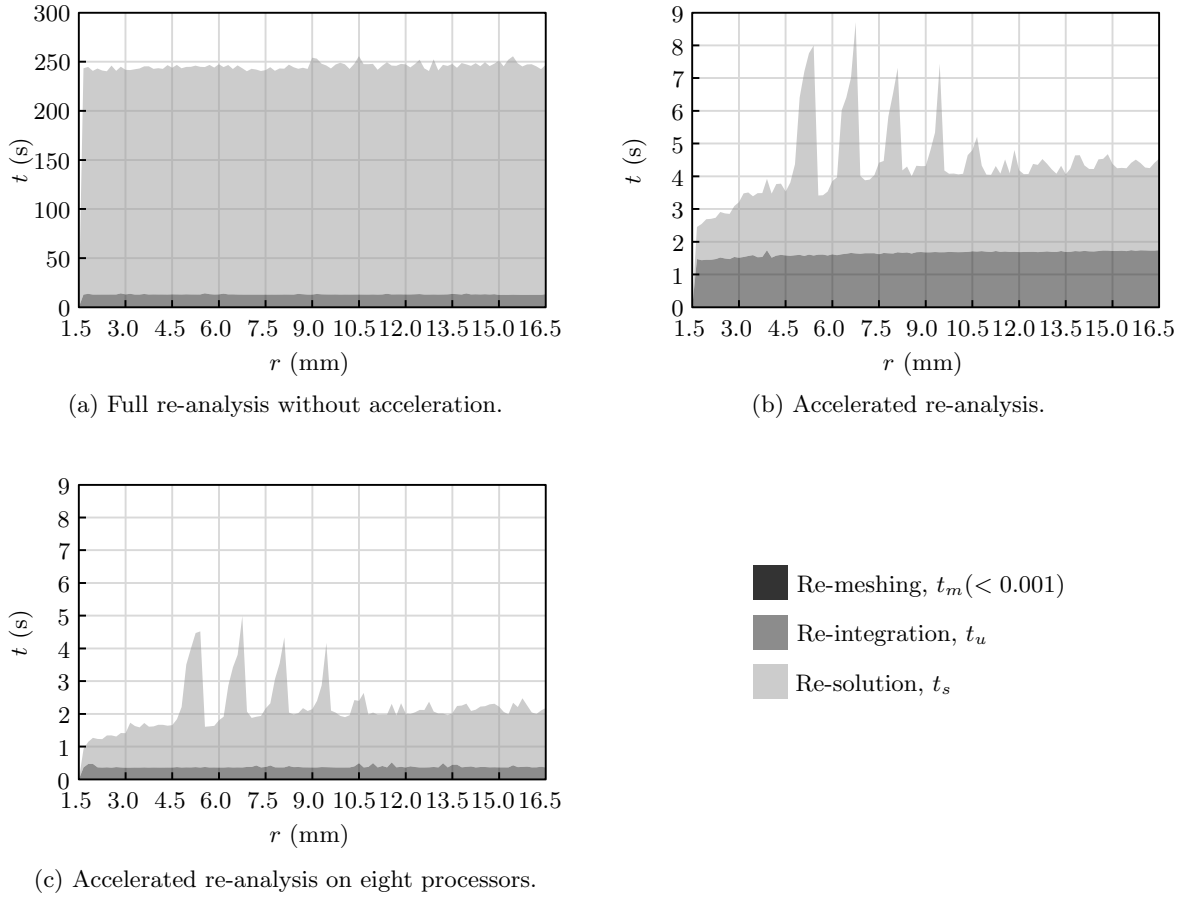 300
250
200
150
100
50
0
t (s)
1.5 3.0 4.5 6.0 7.5 9.0 10.5 12.0 13.5 15.0 16.5
r (mm)
(a) Full re-analysis without acceleration.
9
8
7
6
5
4
3
2
1
0
t (s)
1.5 3.0 4.5 6.0 7.5 9.0 10.5 12.0 13.5 15.0 16.5
r (mm)
(b) Accelerated re-analysis.
9
8
7
6
5
4
3
2
1
0
t (s)
1.5 3.0 4.5 6.0 7.5 9.0 10.5 12.0 13.5 15.0 16.5
r (mm)
(c) Accelerated re-analysis on eight processors.
Re-meshing, t_m(< 0.001)
Re-integration, t_u
Re-solution, t_s